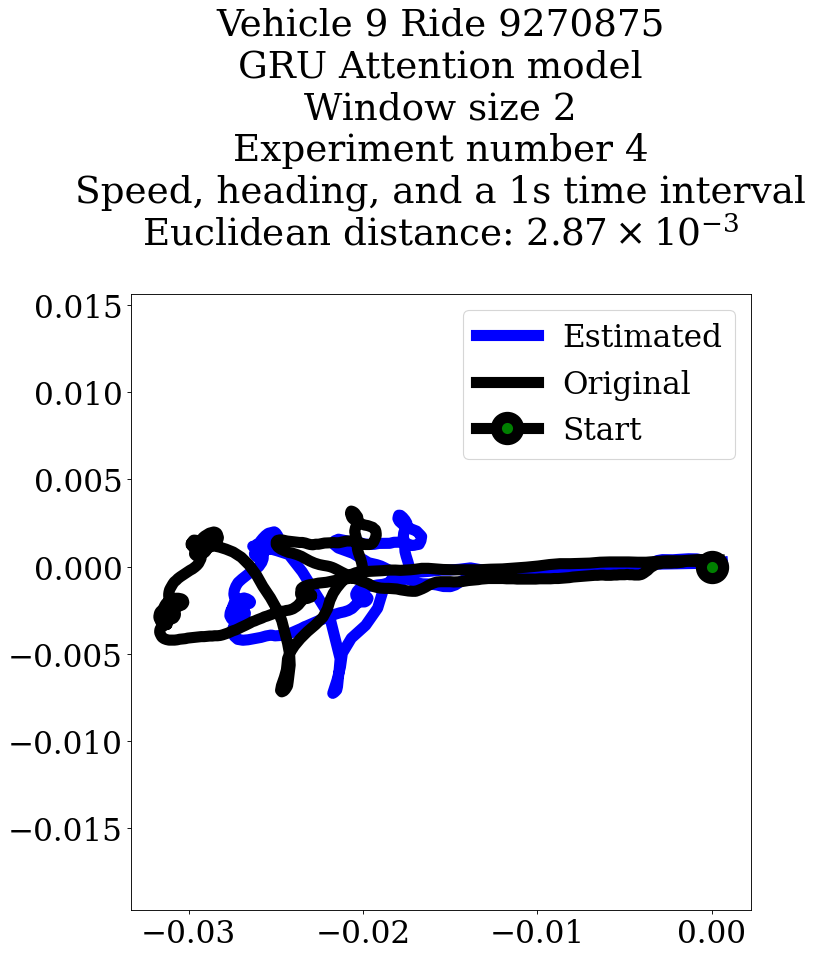 Vehicle 9 Ride 9270875
GRU Attention model
Window size 2
Experiment number 4
Speed, heading, and a 1s time interval
Euclidean distance: 2.87 × 10⁻³
Estimated
Original
Start
0.015
0.010
0.005
0.000
−0.005
−0.010
−0.015
−0.03 −0.02 −0.01 0.00